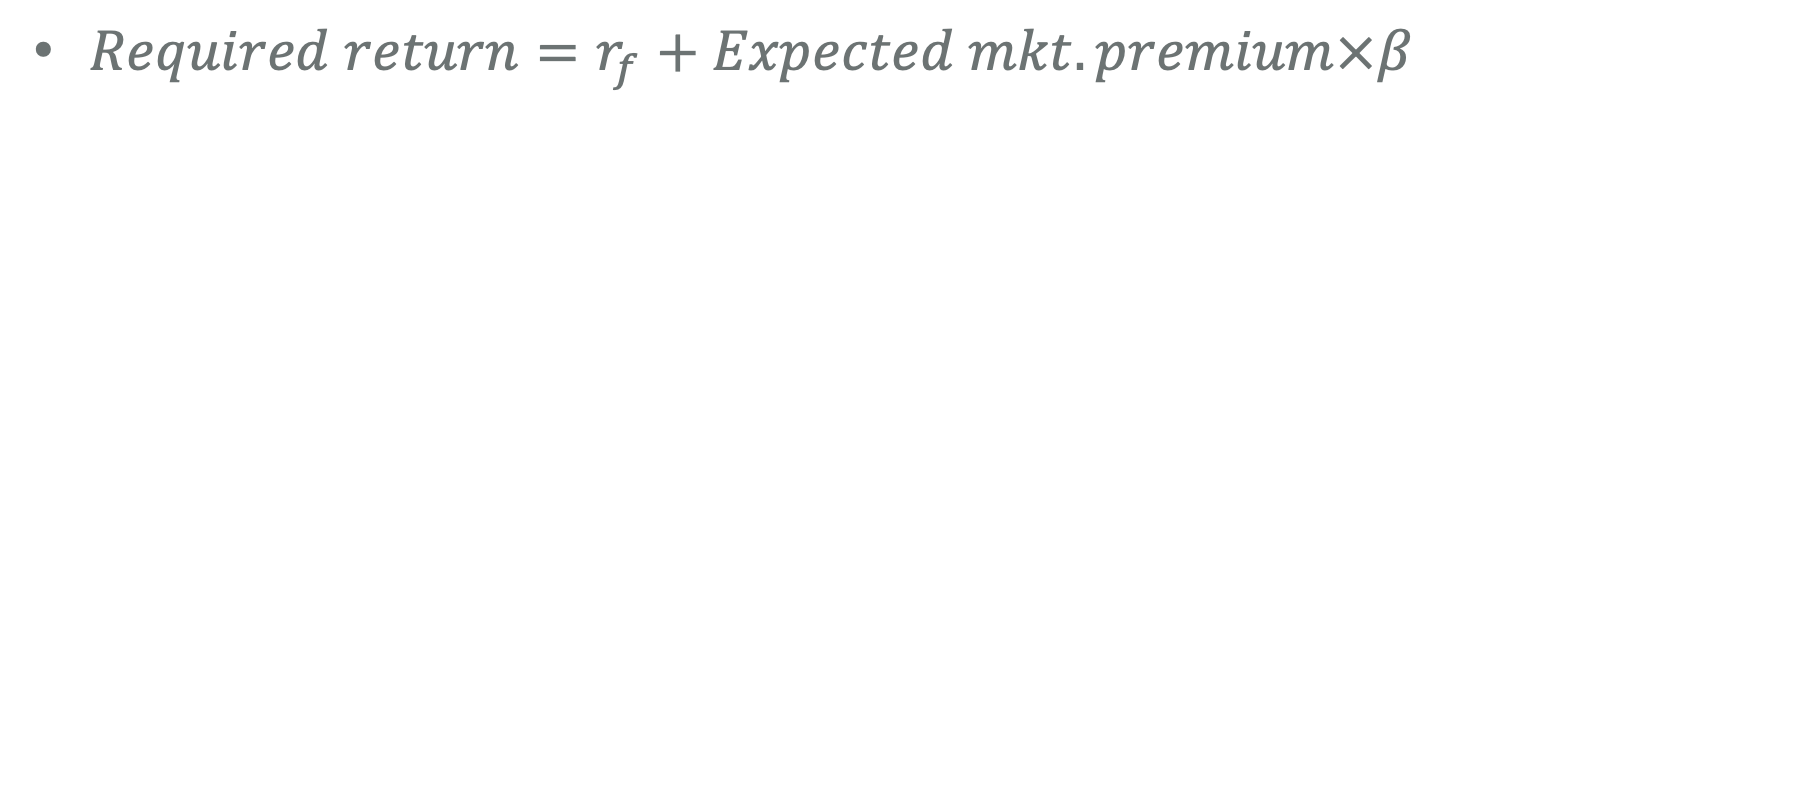 • Required return = r_f + Expected mkt. premium×β